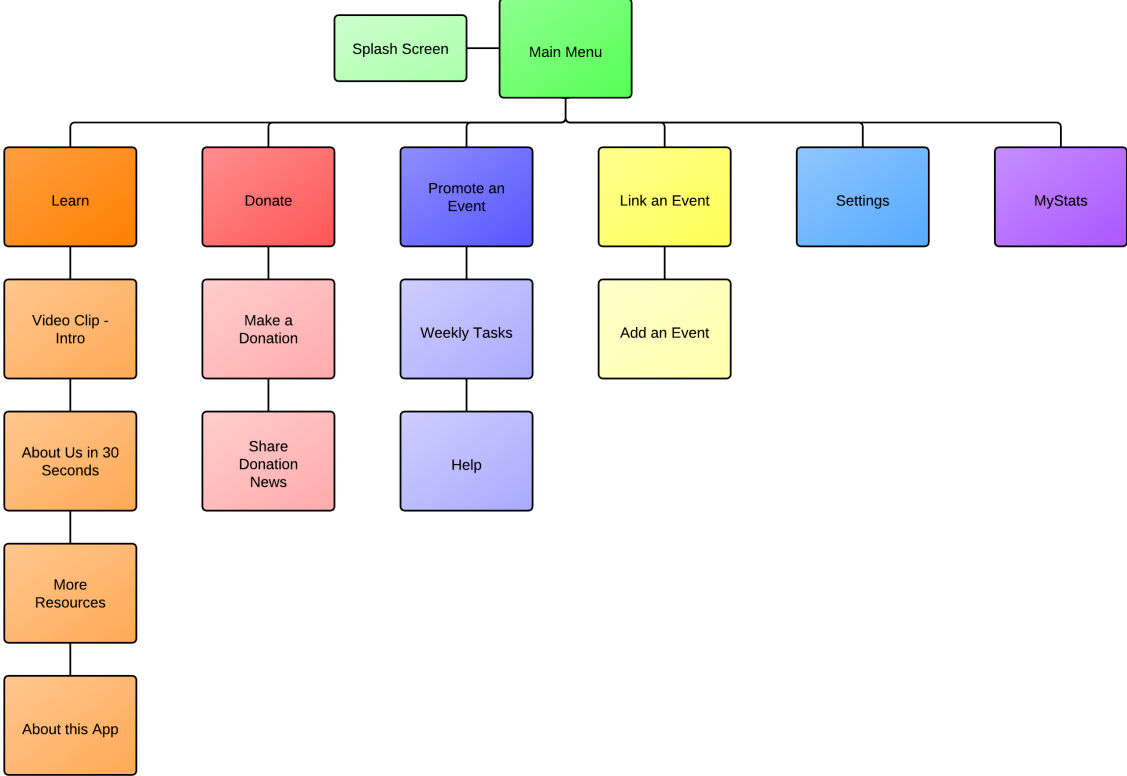 Splash Screen
Main Menu
Learn
Donate
Promote an
Event
Link an Event
Settings
MyStats
Video Clip -
Intro
Make a
Donation
Weekly Tasks
Add an Event
About Us in 30
Seconds
Share
Donation
News
Help
More
Resources
About this App